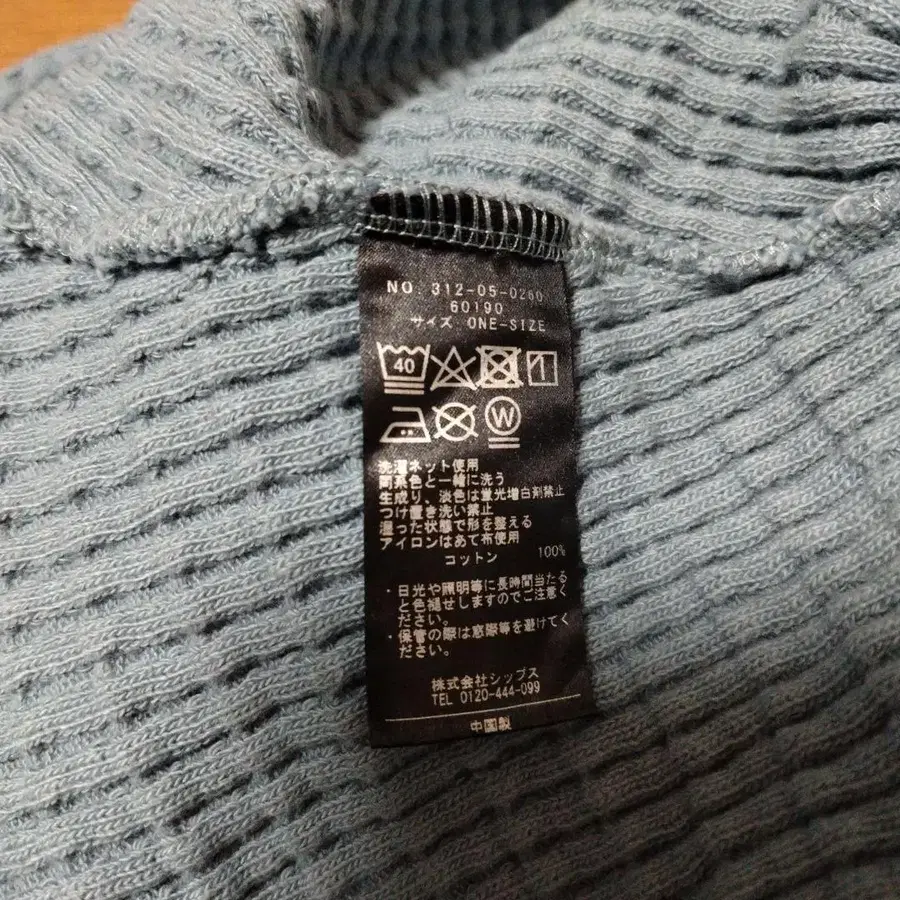 NO. 312-05-0260
60190
サイズ ONE-SIZE
40
W
洗濯ネット使用
同系色と一緒に洗う
生成り、淡色は蛍光増白剤禁止
つけ置き洗い禁止
湿った状態で形を整える
アイロンはあて布使用
コットン 100%
・日光や照明等に長時間当たる
と色褪せしますのでご注意く
ださい。
・保管の際は窓際等を避けてく
ださい。
株式会社シップス
TEL 0120-444-099
中国製